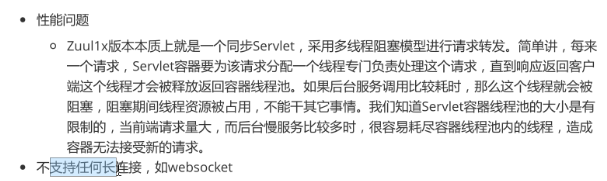 性能问题
Zuul1x版本本质上就是一个同步Servlet，采用多线程阻塞模型进行请求转发。简单讲，每来
一个请求，Servlet容器要为该请求分配一个线程专门负责处理这个请求，直到响应返回客户
端这个线程才会被释放返回容器线程池。如果后台服务调用比较耗时，那么这个线程就会被
阻塞，阻塞期间线程资源被占用，不能干其它事情。我们知道Servlet容器线程池的大小是有
限制的，当前端请求量大，而后台慢服务比较多时，很容易耗尽容器线程池内的线程，造成
容器无法接受新的请求。
不支持任何长连接，如websocket